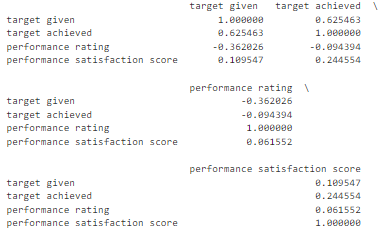 target given  target achieved  \
target given  1.000000  0.625463
target achieved  0.625463  1.000000
performance rating  -0.362026  -0.094394
performance satisfaction score  0.109547  0.244554
performance rating  \
target given  -0.362026
target achieved  -0.094394
performance rating  1.000000
performance satisfaction score  0.061552
performance satisfaction score
target given  0.109547
target achieved  0.244554
performance rating  0.061552
performance satisfaction score  1.000000